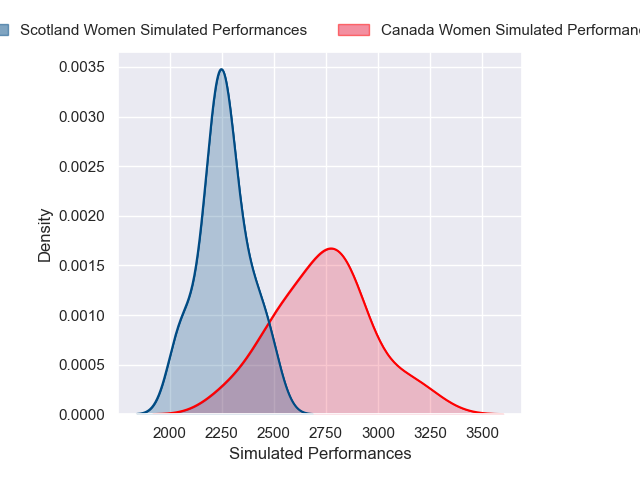 Scotland Women Simulated Performances
Canada Women Simulated
0.0035
0.0030
0.0025
0.0020
0.0015
0.0010
0.0005
0.0000
Density
2000 2250 2500 2750 3000 3250 3500
Simulated Performances